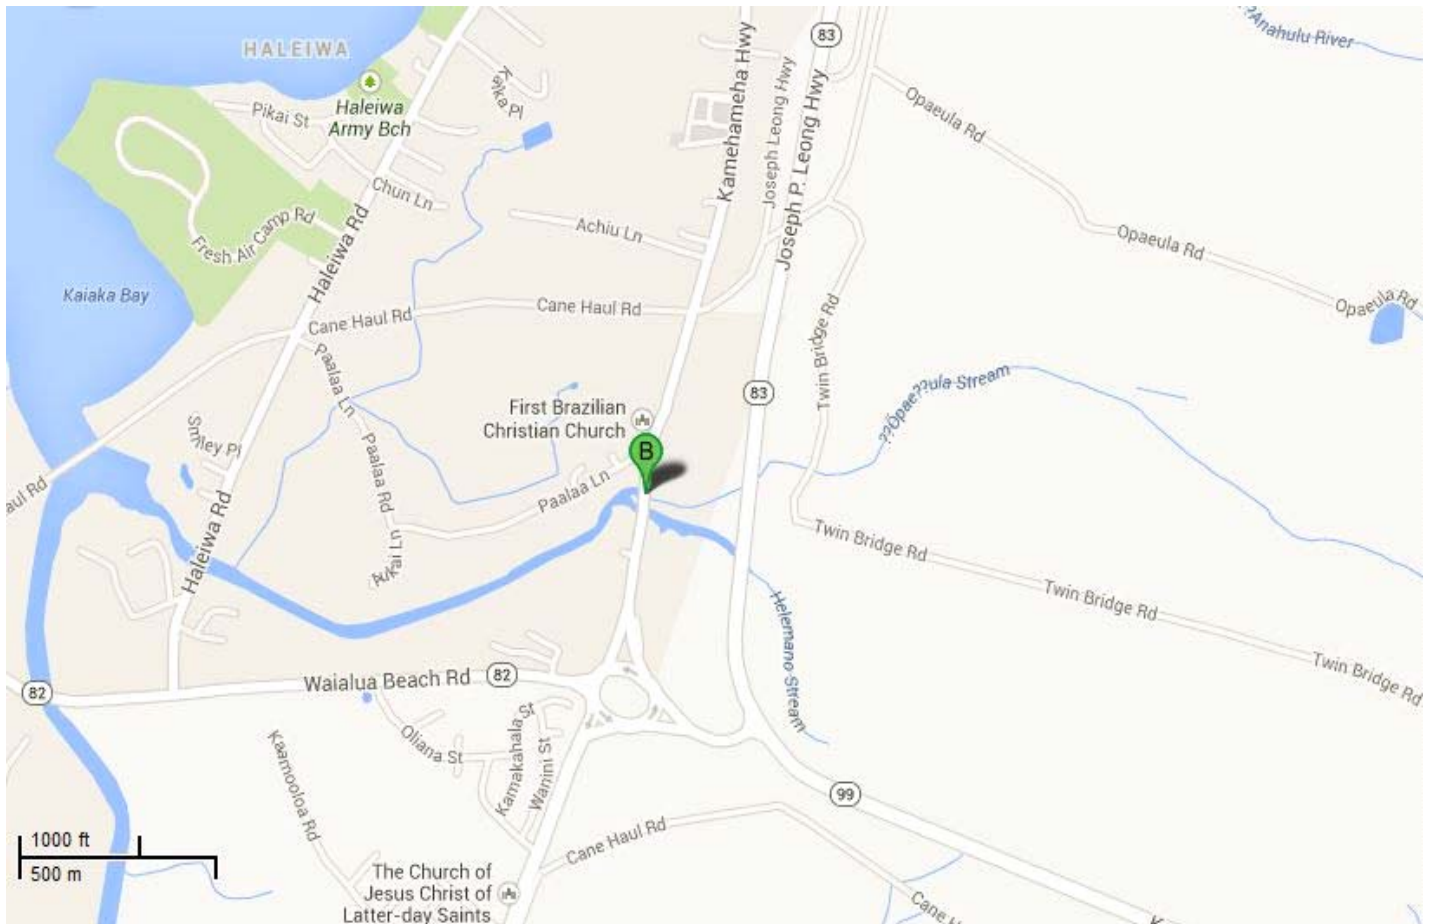 HALEIWA
83
??Anahulu River
Kamehameha Hwy
Joseph Leong Hwy
Joseph P. Leong Hwy
Pikai St
Haleiwa
Army Bch
Opaeula Rd
Chun Ln
Fresh Air Camp Rd
Haleiwa Rd
Achiu Ln
Opaeula Rd
Kaiaka Bay
Cane Haul Rd
Cane Haul Rd
Opaeula Rd
Paalaa Ln
Twin Bridge Rd
83
??Opae??ula Stream
First Brazilian
Christian Church
B
Smiley Pl
Paalaa Rd
Paalaa Ln
aul Rd
Haleiwa Rd
Twin Bridge Rd
Twin Bridge Rd
Twin Bridge Rd
Helemano Stream
Waialua Beach Rd
82
82
Oliana St
Kamakahala St
Wanini St
Kaamooloa Rd
99
Cane Haul Rd
1000 ft
500 m
The Church of
Jesus Christ of
Latter-day Saints
Cane H